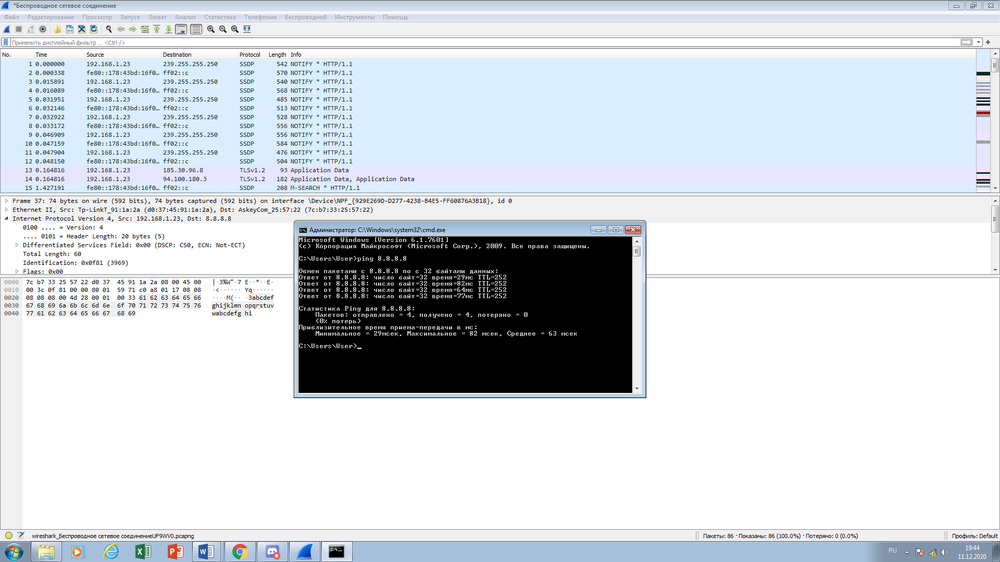 *Беспроводное сетевое соединение
Файл Редактирование Просмотр Запуск Захват Анализ Статистика Телефония Беспроводной Инструменты Помощь
Применить дисплейный фильтр ... <Ctrl-/>
No. Time Source Destination Protocol Length Info
1 0.000000 192.168.1.23 239.255.255.250 SSDP 542 NOTIFY * HTTP/1.1
2 0.000338 fe80::178:43bd:16f0… ff02::c SSDP 570 NOTIFY * HTTP/1.1
3 0.015891 192.168.1.23 239.255.255.250 SSDP 540 NOTIFY * HTTP/1.1
4 0.016089 fe80::178:43bd:16f0… ff02::c SSDP 568 NOTIFY * HTTP/1.1
5 0.031951 192.168.1.23 239.255.255.250 SSDP 485 NOTIFY * HTTP/1.1
6 0.032146 fe80::178:43bd:16f0… ff02::c SSDP 513 NOTIFY * HTTP/1.1
7 0.032922 192.168.1.23 239.255.255.250 SSDP 528 NOTIFY * HTTP/1.1
8 0.033172 fe80::178:43bd:16f0… ff02::c SSDP 556 NOTIFY * HTTP/1.1
9 0.046909 192.168.1.23 239.255.255.250 SSDP 556 NOTIFY * HTTP/1.1
10 0.047159 fe80::178:43bd:16f0… ff02::c SSDP 584 NOTIFY * HTTP/1.1
11 0.047904 192.168.1.23 239.255.255.250 SSDP 476 NOTIFY * HTTP/1.1
12 0.048150 fe80::178:43bd:16f0… ff02::c SSDP 504 NOTIFY * HTTP/1.1
13 0.164816 192.168.1.23 185.30.96.8 TLSv1.2 93 Application Data
14 0.164816 192.168.1.23 94.100.180.3 TLSv1.2 182 Application Data, Application Data
15 1.427191 fe80::178:43bd:16f0… ff02::c SSDP 208 M-SEARCH * HTTP/1.1
Frame 37: 74 bytes on wire (592 bits), 74 bytes captured (592 bits) on interface \Device\NPF_{929E269D-D277-4238-B4E5-FF60876A3B18}, id 0
Ethernet II, Src: Tp-LinkT_91:1a:2a (d0:37:45:91:1a:2a), Dst: AskeyCom_25:57:22 (7c:b7:33:25:57:22)
Internet Protocol Version 4, Src: 192.168.1.23, Dst: 8.8.8.8
0100 .... = Version: 4
.... 0101 = Header Length: 20 bytes (5)
Differentiated Services Field: 0x00 (DSCP: CS0, ECN: Not-ECT)
Total Length: 60
Identification: 0x0f81 (3969)
Flags: 0x00
0000 7c b7 33 25 57 22 d0 37 45 91 1a 2a 08 00 45 00 |·3%W"·7 E··*··E·
0010 00 3c 0f 81 00 00 80 01 59 71 c0 a8 01 17 08 08 ·<······ Yq······
0020 08 08 08 00 4d 28 00 01 00 33 61 62 63 64 65 66 ····M(·· ·3abcdef
0030 67 68 69 6a 6b 6c 6d 6e 6f 70 71 72 73 74 75 76 ghijklmn opqrstuv
0040 77 61 62 63 64 65 66 67 68 69 wabcdefg hi
Администратор: C:\Windows\system32\cmd.exe
Microsoft Windows [Version 6.1.7601]
(c) Корпорация Майкрософт (Microsoft Corp.), 2009. Все права защищены.
C:\Users\User>ping 8.8.8.8
Обмен пакетами с 8.8.8.8 по с 32 байтами данных:
Ответ от 8.8.8.8: число байт=32 время=29мс TTL=252
Ответ от 8.8.8.8: число байт=32 время=82мс TTL=252
Ответ от 8.8.8.8: число байт=32 время=64мс TTL=252
Ответ от 8.8.8.8: число байт=32 время=77мс TTL=252
Статистика Ping для 8.8.8.8:
Пакетов: отправлено = 4, получено = 4, потеряно = 0
(0% потерь)
Приблизительное время приема-передачи в мс:
Минимальное = 29мсек, Максимальное = 82 мсек, Среднее = 63 мсек
C:\Users\User>_
wireshark_Беспроводное сетевое соединениеUF9WV0.pcapng
Пакеты: 86 · Показаны: 86 (100.0%) · Потеряно: 0 (0.0%)
Профиль: Default
RU
19:44
11.12.2020